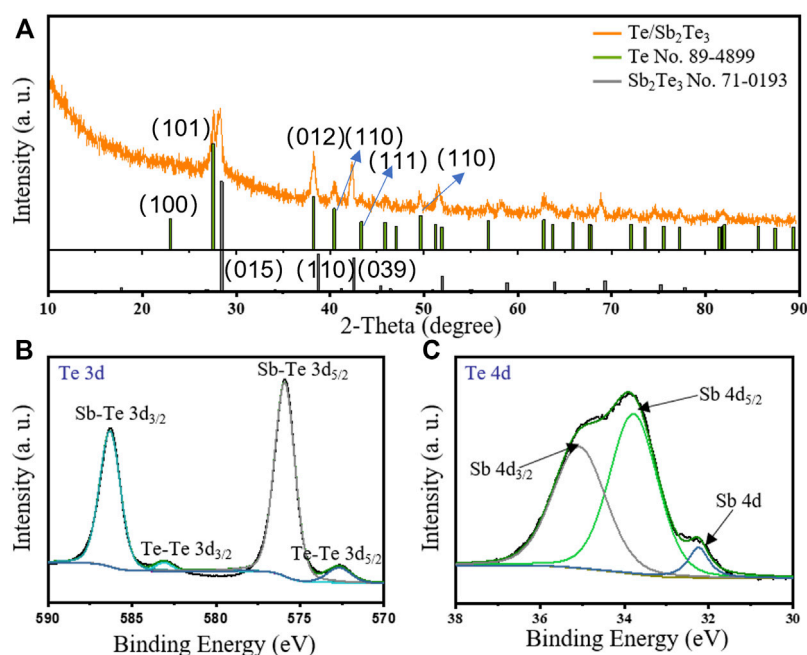 A
Te/Sb₂Te₃
Te No. 89-4899
Sb₂Te₃ No. 71-0193
Intensity (a. u.)
Intensity (a. u.)
(101)
(012)
(110)
(111)
(110)
(100)
(015)
(110)
(039)
10 20 30 40 50 60 70 80 90
2-Theta (degree)
B
Te 3d
Sb-Te 3d₅/₂
Sb-Te 3d₃/₂
Te-Te 3d₃/₂
Te-Te 3d₅/₂
590 585 580 575 570
Binding Energy (eV)
C
Te 4d
Intensity (a. u.)
Sb 4d₅/₂
Sb 4d₃/₂
Sb 4d
38 36 34 32 30
Binding Energy (eV)